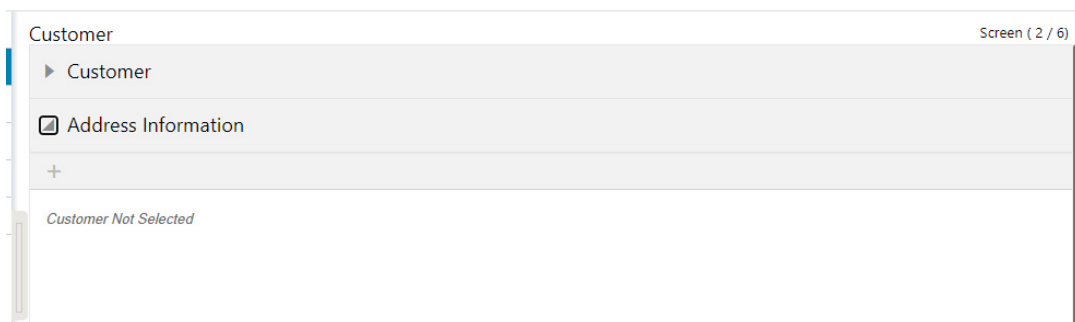 Customer
Screen ( 2 / 6)
Customer
Address Information
+
Customer Not Selected